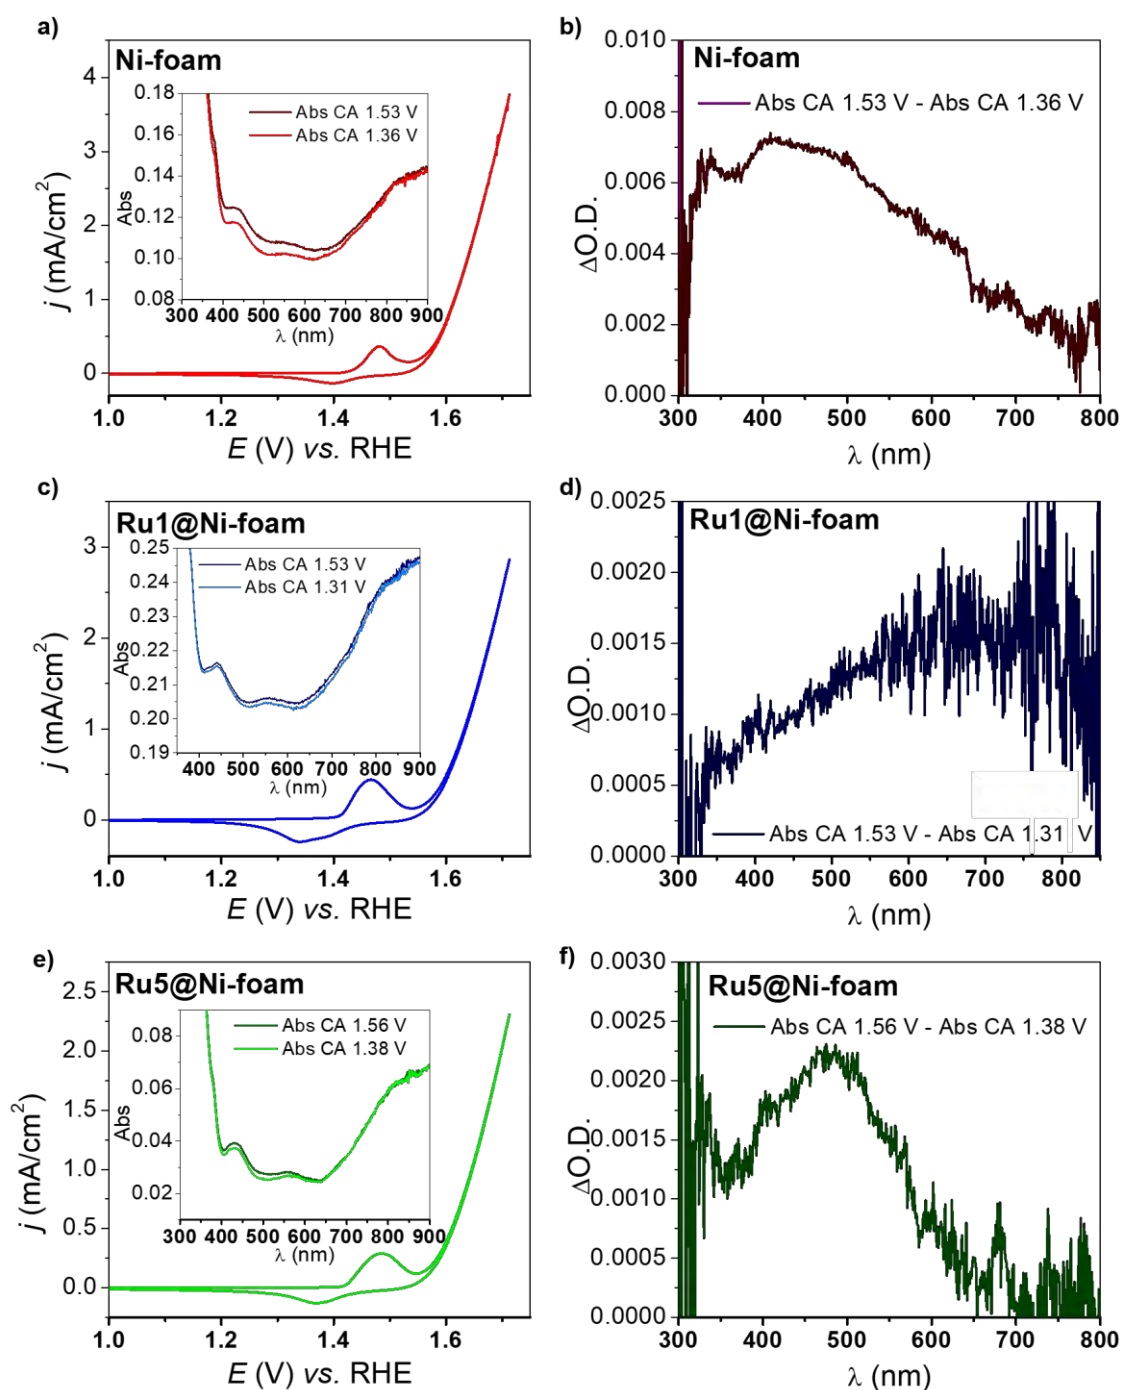 a)
Ni-foam
4
3
2
1
0
j (mA/cm²)
1.0 1.2 1.4 1.6
E (V) vs. RHE
0.18
0.16
0.14
0.12
0.10
0.08
Abs
Abs CA 1.53 V
Abs CA 1.36 V
300 400 500 600 700 800 900
λ (nm)
b)
Ni-foam
Abs CA 1.53 V - Abs CA 1.36 V
0.010
0.008
0.006
0.004
0.002
0.000
ΔO.D.
300 400 500 600 700 800
λ (nm)
c)
Ru1@Ni-foam
3
2
1
0
j (mA/cm²)
1.0 1.2 1.4 1.6
E (V) vs. RHE
0.25
0.24
0.23
0.22
0.21
0.20
0.19
Abs
Abs CA 1.53 V
Abs CA 1.31 V
400 500 600 700 800 900
λ (nm)
d)
Ru1@Ni-foam
0.0025
0.0020
0.0015
0.0010
0.0005
0.0000
ΔO.D.
Abs CA 1.53 V - Abs CA 1.31 V
300 400 500 600 700 800
λ (nm)
e)
Ru5@Ni-foam
2.5
2.0
1.5
1.0
0.5
0.0
j (mA/cm²)
1.0 1.2 1.4 1.6
E (V) vs. RHE
0.08
0.06
0.04
0.02
Abs
Abs CA 1.56 V
Abs CA 1.38 V
300 400 500 600 700 800 900
λ (nm)
f)
Ru5@Ni-foam
Abs CA 1.56 V - Abs CA 1.38 V
0.0030
0.0025
0.0020
0.0015
0.0010
0.0005
0.0000
ΔO.D.
300 400 500 600 700 800
λ (nm)